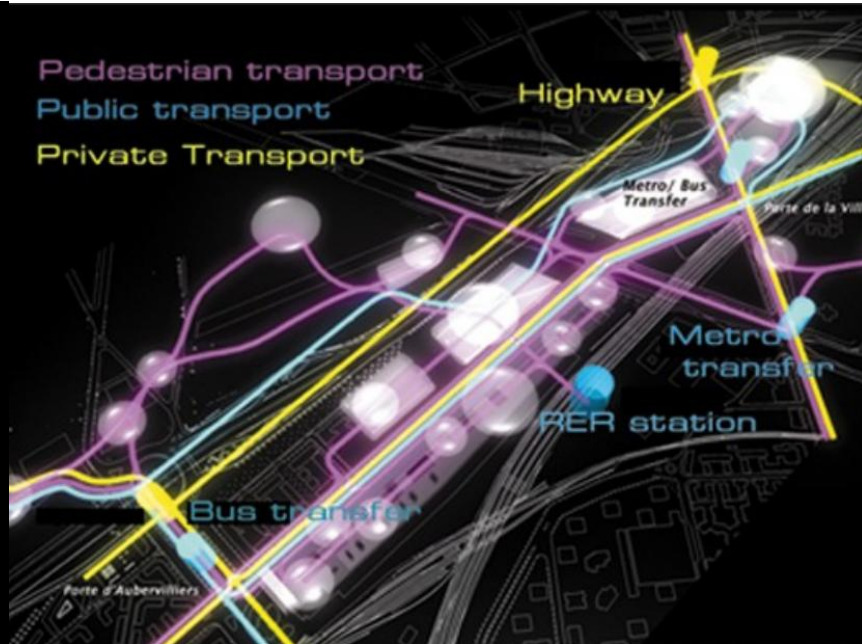 Pedestrian transport
Public transport
Private Transport
Highway
Metro/ Bus
Transfer
Porte de la Vill
Metro
transfer
RER station
Bus transfer
Porte d'Aubervilliers